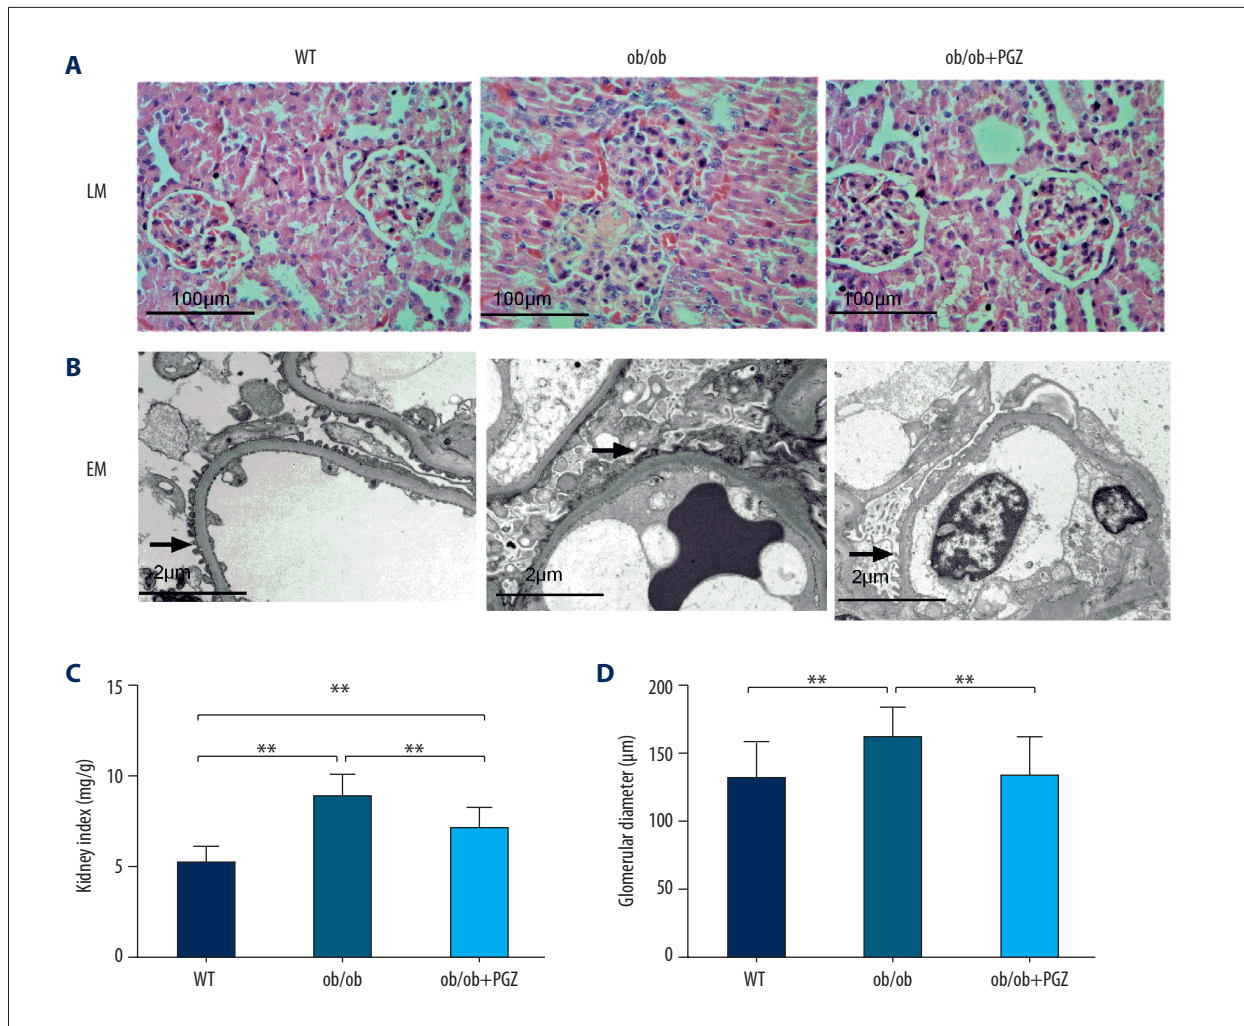 A
WT
ob/ob
ob/ob+PGZ
LM
100µm
100µm
100µm
B
EM
2µm
2µm
2µm
C
15
10
5
0
Kidney index (mg/g)
**
**
**
WT
ob/ob
ob/ob+PGZ
D
200
150
100
50
0
Glomerular diameter (µm)
**
**
WT
ob/ob
ob/ob+PGZ